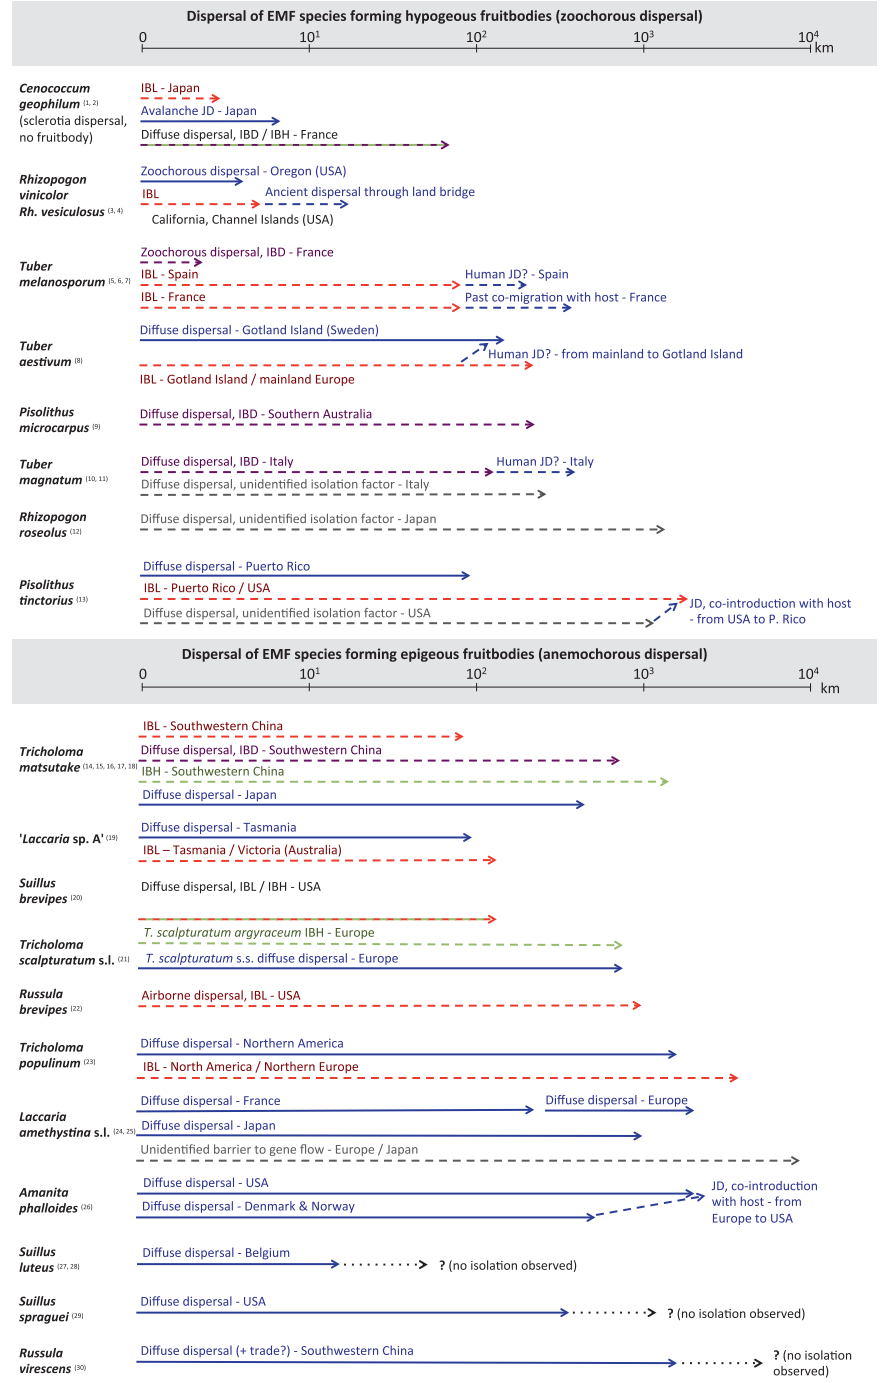 Dispersal of EMF species forming hypogeous fruitbodies (zoochorous dispersal)
0 10¹ 10² 10³ 10⁴ km
Cenococcum
geophilum (1, 2)
(sclerotia dispersal,
no fruitbody)
IBL - Japan
Avalanche JD - Japan
Diffuse dispersal, IBD / IBH - France
Rhizopogon
vinicolor
Rh. vesiculosus (3, 4)
Zoochorous dispersal - Oregon (USA)
IBL
Ancient dispersal through land bridge
California, Channel Islands (USA)
Tuber
melanosporum (5, 6, 7)
Zoochorous dispersal, IBD - France
IBL - Spain
Human JD? - Spain
IBL - France
Past co-migration with host - France
Tuber
aestivum (8)
Diffuse dispersal - Gotland Island (Sweden)
Human JD? - from mainland to Gotland Island
IBL - Gotland Island / mainland Europe
Pisolithus
microcarpus (9)
Diffuse dispersal, IBD - Southern Australia
Tuber
magnatum (10, 11)
Diffuse dispersal, IBD - Italy
Human JD? - Italy
Diffuse dispersal, unidentified isolation factor - Italy
Rhizopogon
roseolus (12)
Diffuse dispersal, unidentified isolation factor - Japan
Pisolithus
tinctorius (13)
Diffuse dispersal - Puerto Rico
IBL - Puerto Rico / USA
Diffuse dispersal, unidentified isolation factor - USA
JD, co-introduction with host
- from USA to P. Rico
Dispersal of EMF species forming epigeous fruitbodies (anemochorous dispersal)
0 10¹ 10² 10³ 10⁴ km
Tricholoma
matsutake (14, 15, 16, 17, 18)
IBL - Southwestern China
Diffuse dispersal, IBD - Southwestern China
IBH - Southwestern China
Diffuse dispersal - Japan
'Laccaria sp. A' (19)
Diffuse dispersal - Tasmania
IBL – Tasmania / Victoria (Australia)
Suillus
brevipes (20)
Diffuse dispersal, IBL / IBH - USA
Tricholoma
scalpturatum s.l. (21)
T. scalpturatum argyraceum IBH - Europe
T. scalpturatum s.s. diffuse dispersal - Europe
Russula
brevipes (22)
Airborne dispersal, IBL - USA
Tricholoma
populinum (23)
Diffuse dispersal - Northern America
IBL - North America / Northern Europe
Laccaria
amethystina s.l. (24, 25)
Diffuse dispersal - France
Diffuse dispersal - Europe
Diffuse dispersal - Japan
Unidentified barrier to gene flow - Europe / Japan
Amanita
phalloides (26)
Diffuse dispersal - USA
Diffuse dispersal - Denmark & Norway
JD, co-introduction
with host - from
Europe to USA
Suillus
luteus (27, 28)
Diffuse dispersal - Belgium
? (no isolation observed)
Suillus
spraguei (29)
Diffuse dispersal - USA
? (no isolation observed)
Russula
virescens (30)
Diffuse dispersal (+ trade?) - Southwestern China
? (no isolation
observed)